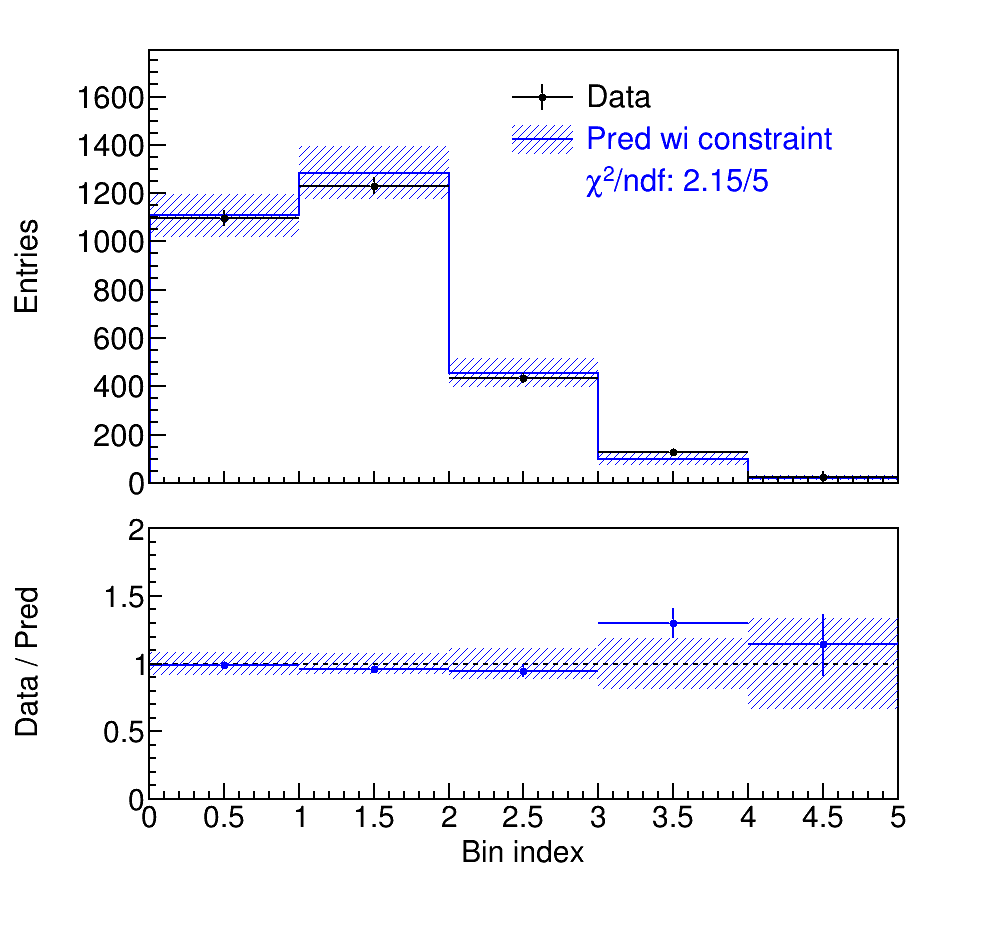 Entries
1600
1400
1200
1000
800
600
400
200
0
Data
Pred wi constraint
χ²/ndf: 2.15/5
Data / Pred
2
1.5
1
0.5
0
0 0.5 1 1.5 2 2.5 3 3.5 4 4.5 5
Bin index